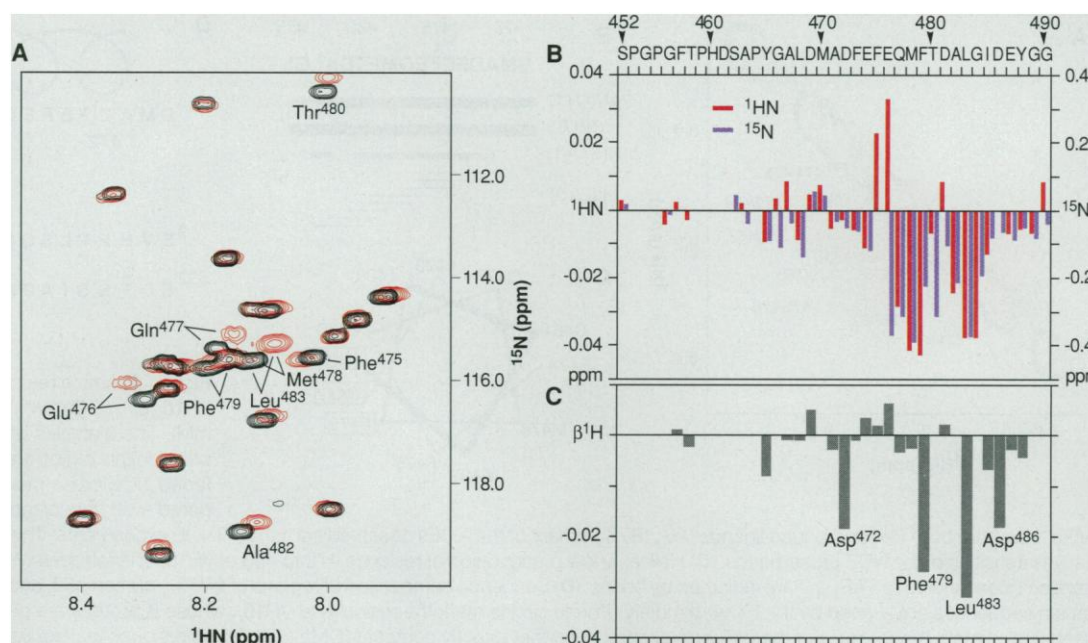 A
Thr480
112.0
114.0
15N (ppm)
Gln477
Phe475
Met478
116.0
Glu476
Phe479
Leu483
118.0
Ala482
8.4 8.2 8.0
1HN (ppm)
452 460 470 480 490
B
SPGPGFTPHDSAPYGALDMADFEFEQMFTDALGIDEYGG
0.04 0.4
1HN
15N
0.02 0.2
1HN 0 0 15N
-0.02 -0.2
-0.04 -0.4
ppm ppm
C
β1H 0
-0.02
Asp472 Asp486
Phe479
Leu483
-0.04